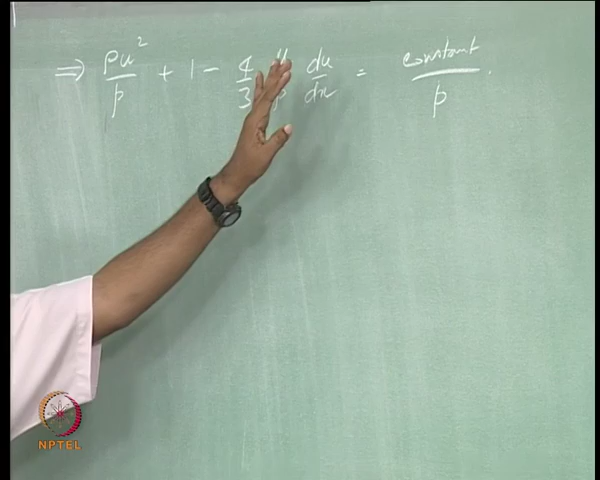 ⇒ ρu²/p + 1 - 4/3 μ/p du/dx = constant/p.
NPTEL